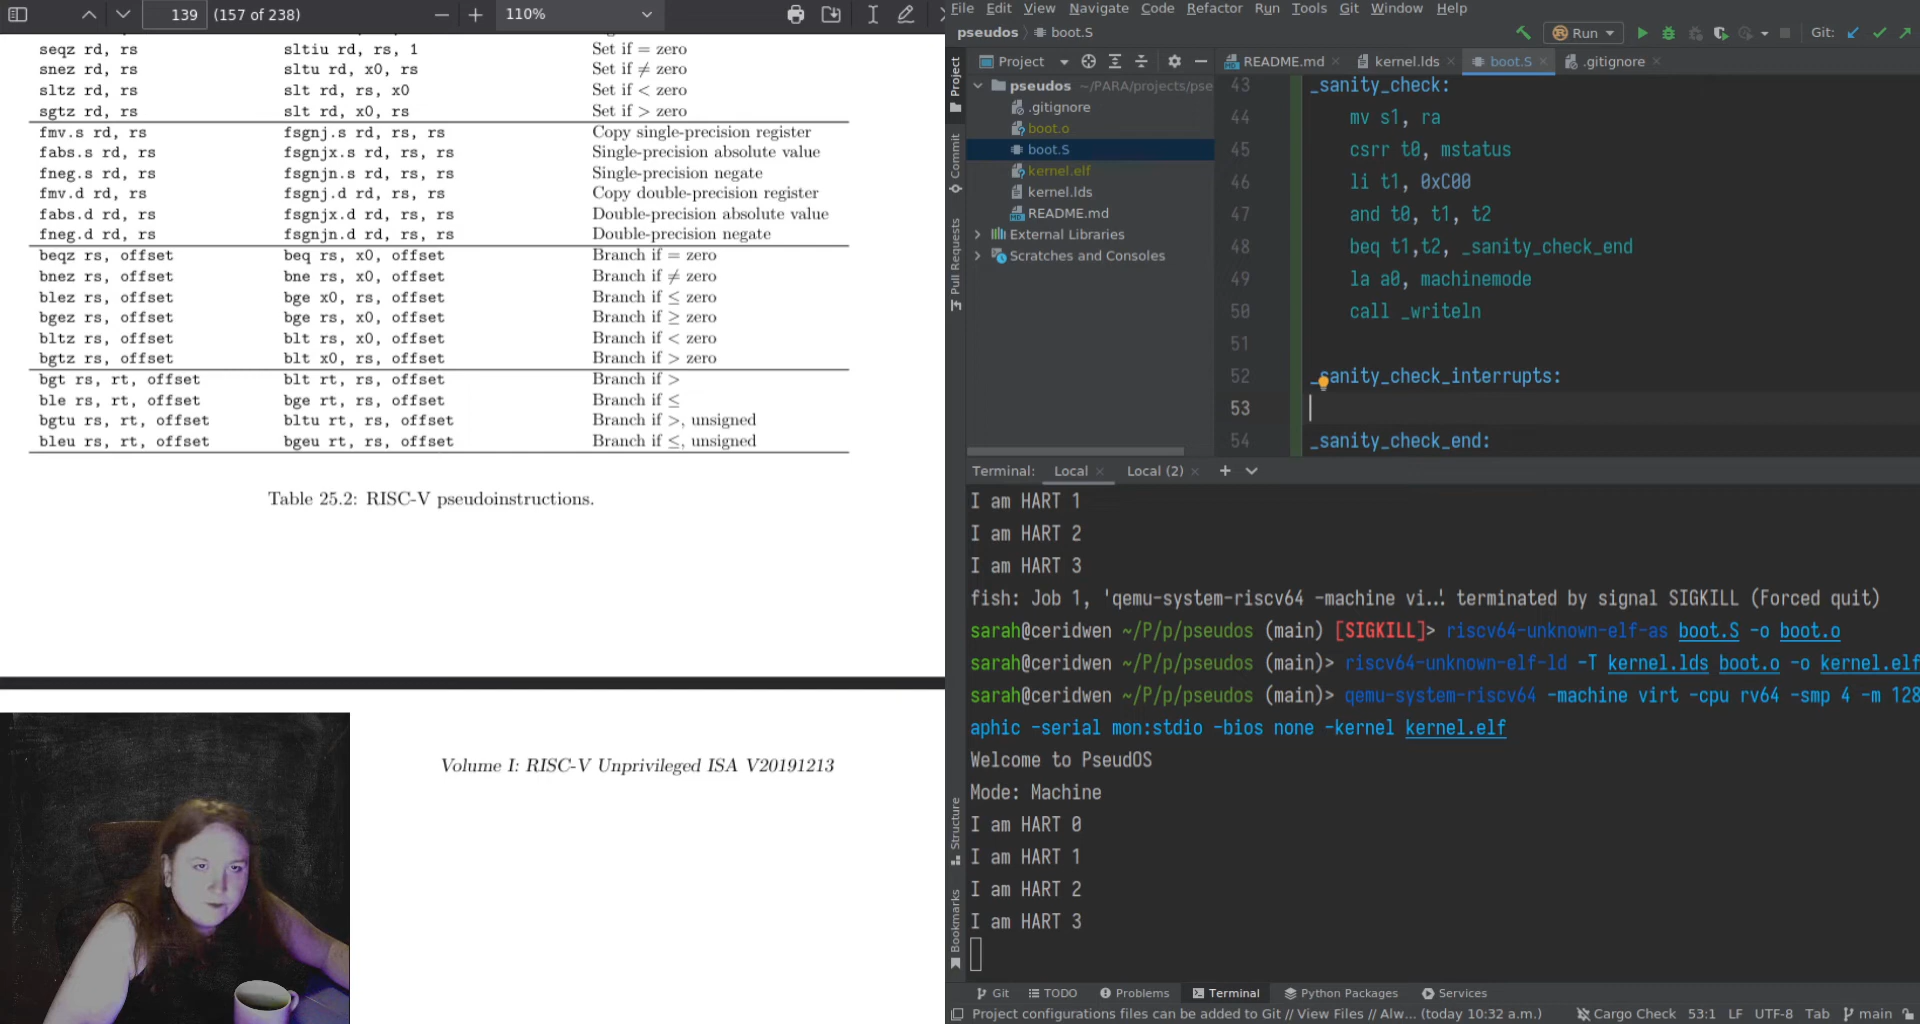 139 (157 of 238) 110%
seqz rd, rs sltiu rd, rs, 1 Set if = zero
snez rd, rs sltu rd, x0, rs Set if ≠ zero
sltz rd, rs slt rd, rs, x0 Set if < zero
sgtz rd, rs slt rd, x0, rs Set if > zero
fmv.s rd, rs fsgnj.s rd, rs, rs Copy single-precision register
fabs.s rd, rs fsgnjx.s rd, rs, rs Single-precision absolute value
fneg.s rd, rs fsgnjn.s rd, rs, rs Single-precision negate
fmv.d rd, rs fsgnj.d rd, rs, rs Copy double-precision register
fabs.d rd, rs fsgnjx.d rd, rs, rs Double-precision absolute value
fneg.d rd, rs fsgnjn.d rd, rs, rs Double-precision negate
beqz rs, offset beq rs, x0, offset Branch if = zero
bnez rs, offset bne rs, x0, offset Branch if ≠ zero
blez rs, offset bge x0, rs, offset Branch if ≤ zero
bgez rs, offset bge rs, x0, offset Branch if ≥ zero
bltz rs, offset blt rs, x0, offset Branch if < zero
bgtz rs, offset blt x0, rs, offset Branch if > zero
bgt rs, rt, offset blt rt, rs, offset Branch if >
ble rs, rt, offset bge rt, rs, offset Branch if ≤
bgtu rs, rt, offset bltu rt, rs, offset Branch if >, unsigned
bleu rs, rt, offset bgeu rt, rs, offset Branch if ≤, unsigned
Table 25.2: RISC-V pseudoinstructions.
Volume I: RISC-V Unprivileged ISA V20191213
File Edit View Navigate Code Refactor Run Tools Git Window Help
pseudos boot.S Run Git:
Project README.md kernel.lds boot.S .gitignore
pseudos ~/PARA/projects/pse
.gitignore
boot.o
boot.S
kernel.elf
kernel.lds
README.md
External Libraries
Scratches and Consoles
Project
Commit
Pull Requests
Structure
Bookmarks
43 _sanity_check:
44 mv s1, ra
45 csrr t0, mstatus
46 li t1, 0xC00
47 and t0, t1, t2
48 beq t1,t2, _sanity_check_end
49 la a0, machinemode
50 call _writeln
51
52 _sanity_check_interrupts:
53
54 _sanity_check_end:
Terminal: Local Local (2)
I am HART 1
I am HART 2
I am HART 3
fish: Job 1, 'qemu-system-riscv64 -machine vi…' terminated by signal SIGKILL (Forced quit)
sarah@ceridwen ~/P/p/pseudos (main) [SIGKILL]> riscv64-unknown-elf-as boot.S -o boot.o
sarah@ceridwen ~/P/p/pseudos (main)> riscv64-unknown-elf-ld -T kernel.lds boot.o -o kernel.elf
sarah@ceridwen ~/P/p/pseudos (main)> qemu-system-riscv64 -machine virt -cpu rv64 -smp 4 -m 128
aphic -serial mon:stdio -bios none -kernel kernel.elf
Welcome to PseudOS
Mode: Machine
I am HART 0
I am HART 1
I am HART 2
I am HART 3
Git TODO Problems Terminal Python Packages Services
Project configurations files can be added to Git // View Files // Alw... (today 10:32 a.m.) Cargo Check 53:1 LF UTF-8 Tab main